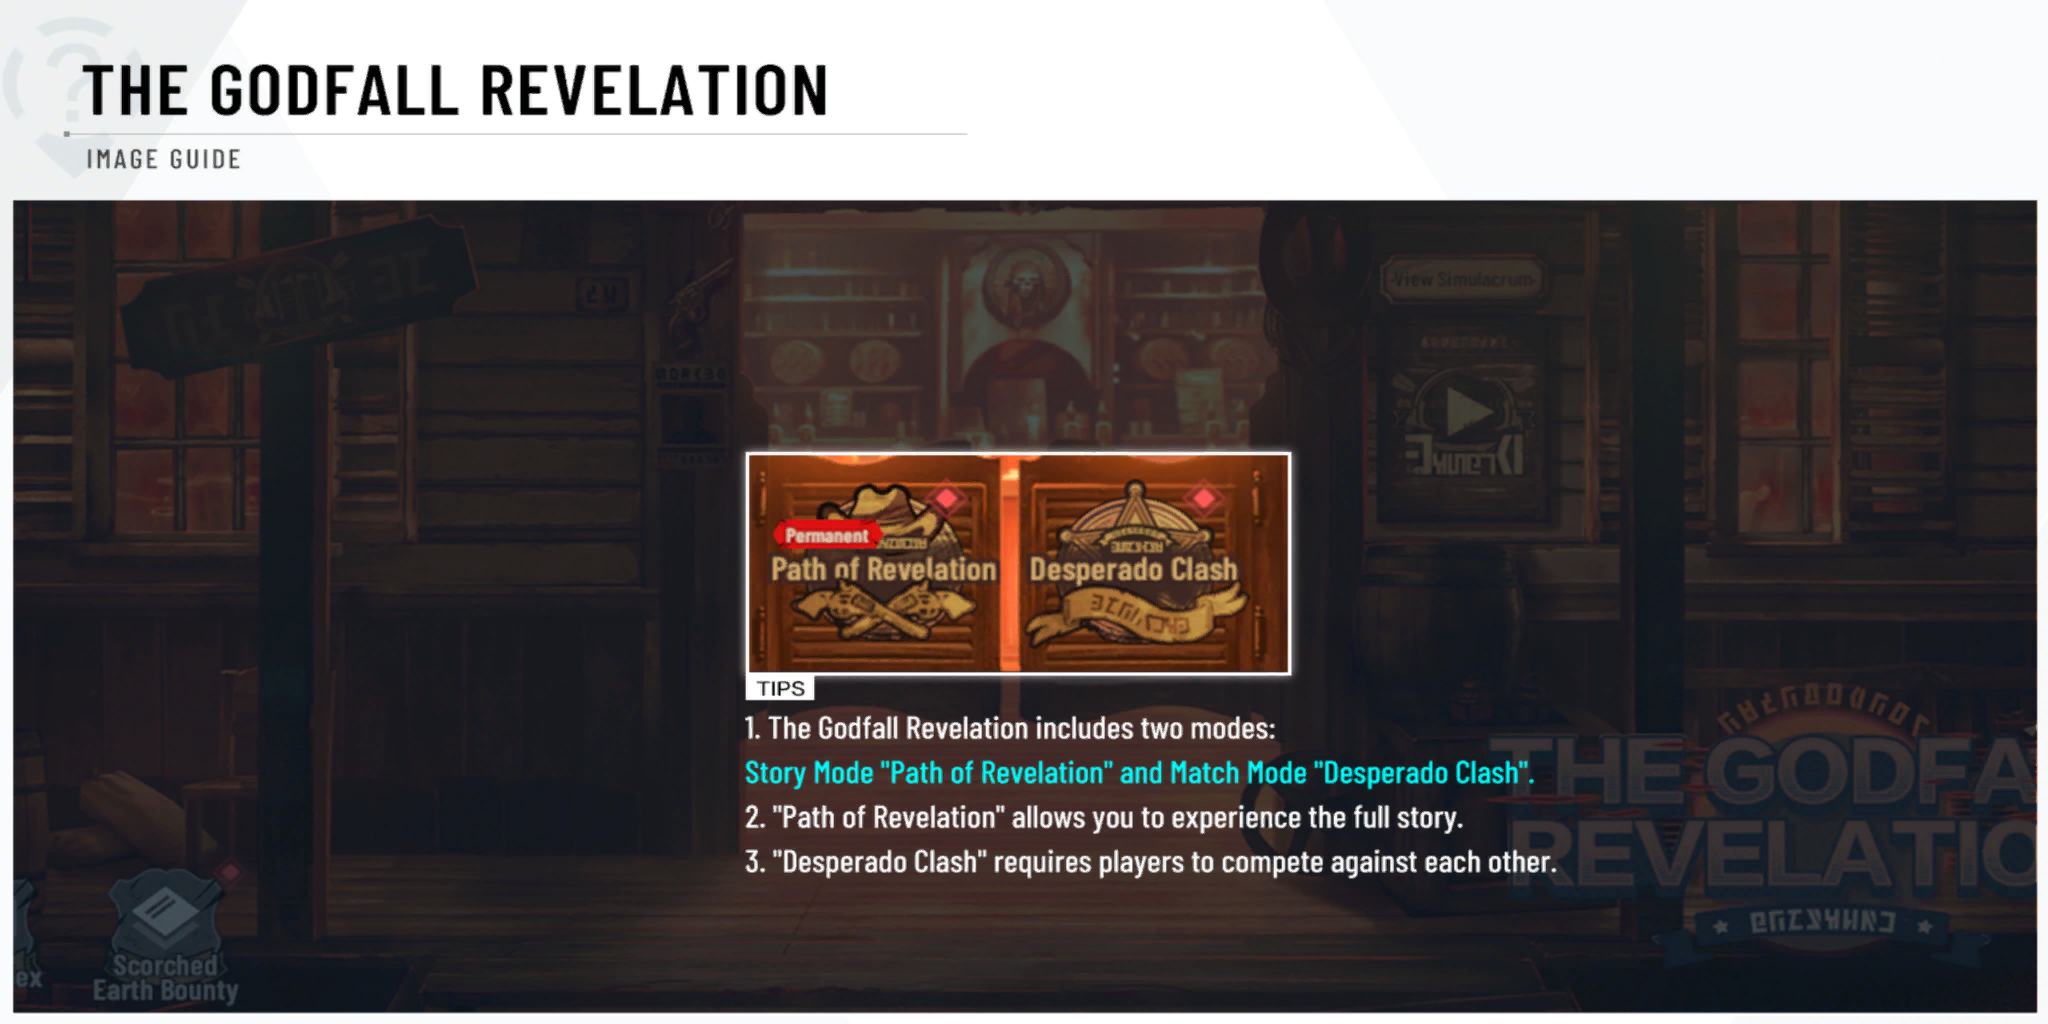 THE GODFALL REVELATION
IMAGE GUIDE
-View Simulacrum-
Permanent
Path of Revelation
Desperado Clash
TIPS
1. The Godfall Revelation includes two modes:
Story Mode "Path of Revelation" and Match Mode "Desperado Clash".
2. "Path of Revelation" allows you to experience the full story.
3. "Desperado Clash" requires players to compete against each other.
THE GODFA
REVELATIO
ex
Scorched
Earth Bounty